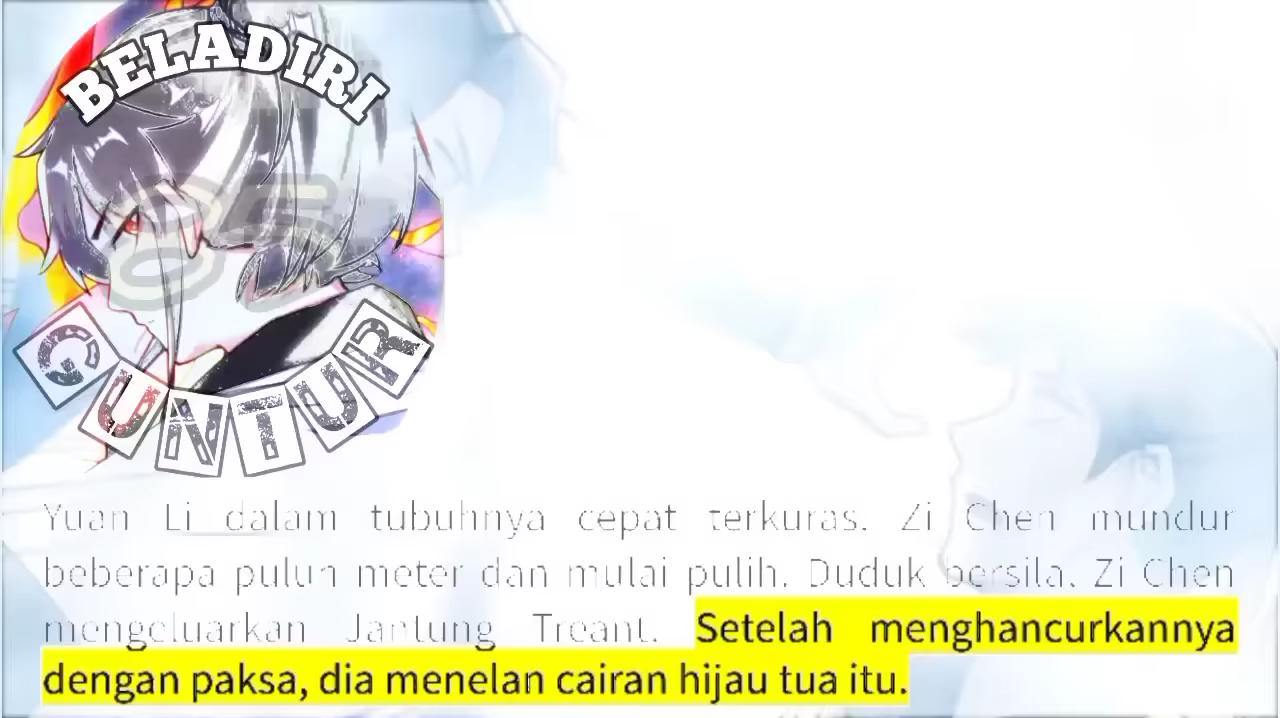 BELADIRI
GUNTUR
Yuan Li dalam tubuhnya cepat terkuras. Zi Chen mundur
beberapa puluh meter dan mulai pulih. Duduk bersila. Zi Chen
mengeluarkan Jantung Treant. Setelah menghancurkannya
dengan paksa, dia menelan cairan hijau tua itu.